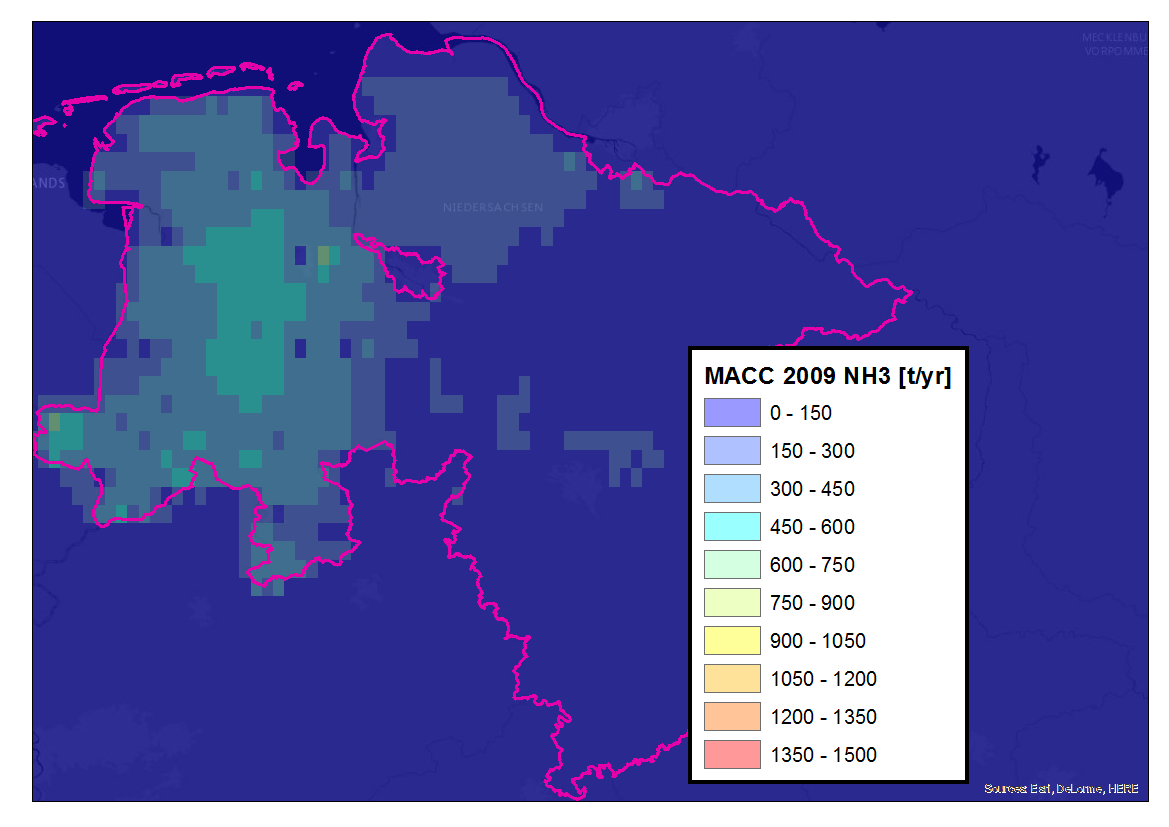 MECKLENBU
VORPOMME
ANDS
NIEDERSACHSEN
MACC 2009 NH3 [t/yr]
0 - 150
150 - 300
300 - 450
450 - 600
600 - 750
750 - 900
900 - 1050
1050 - 1200
1200 - 1350
1350 - 1500
Sources: Esri, DeLorme, HERE